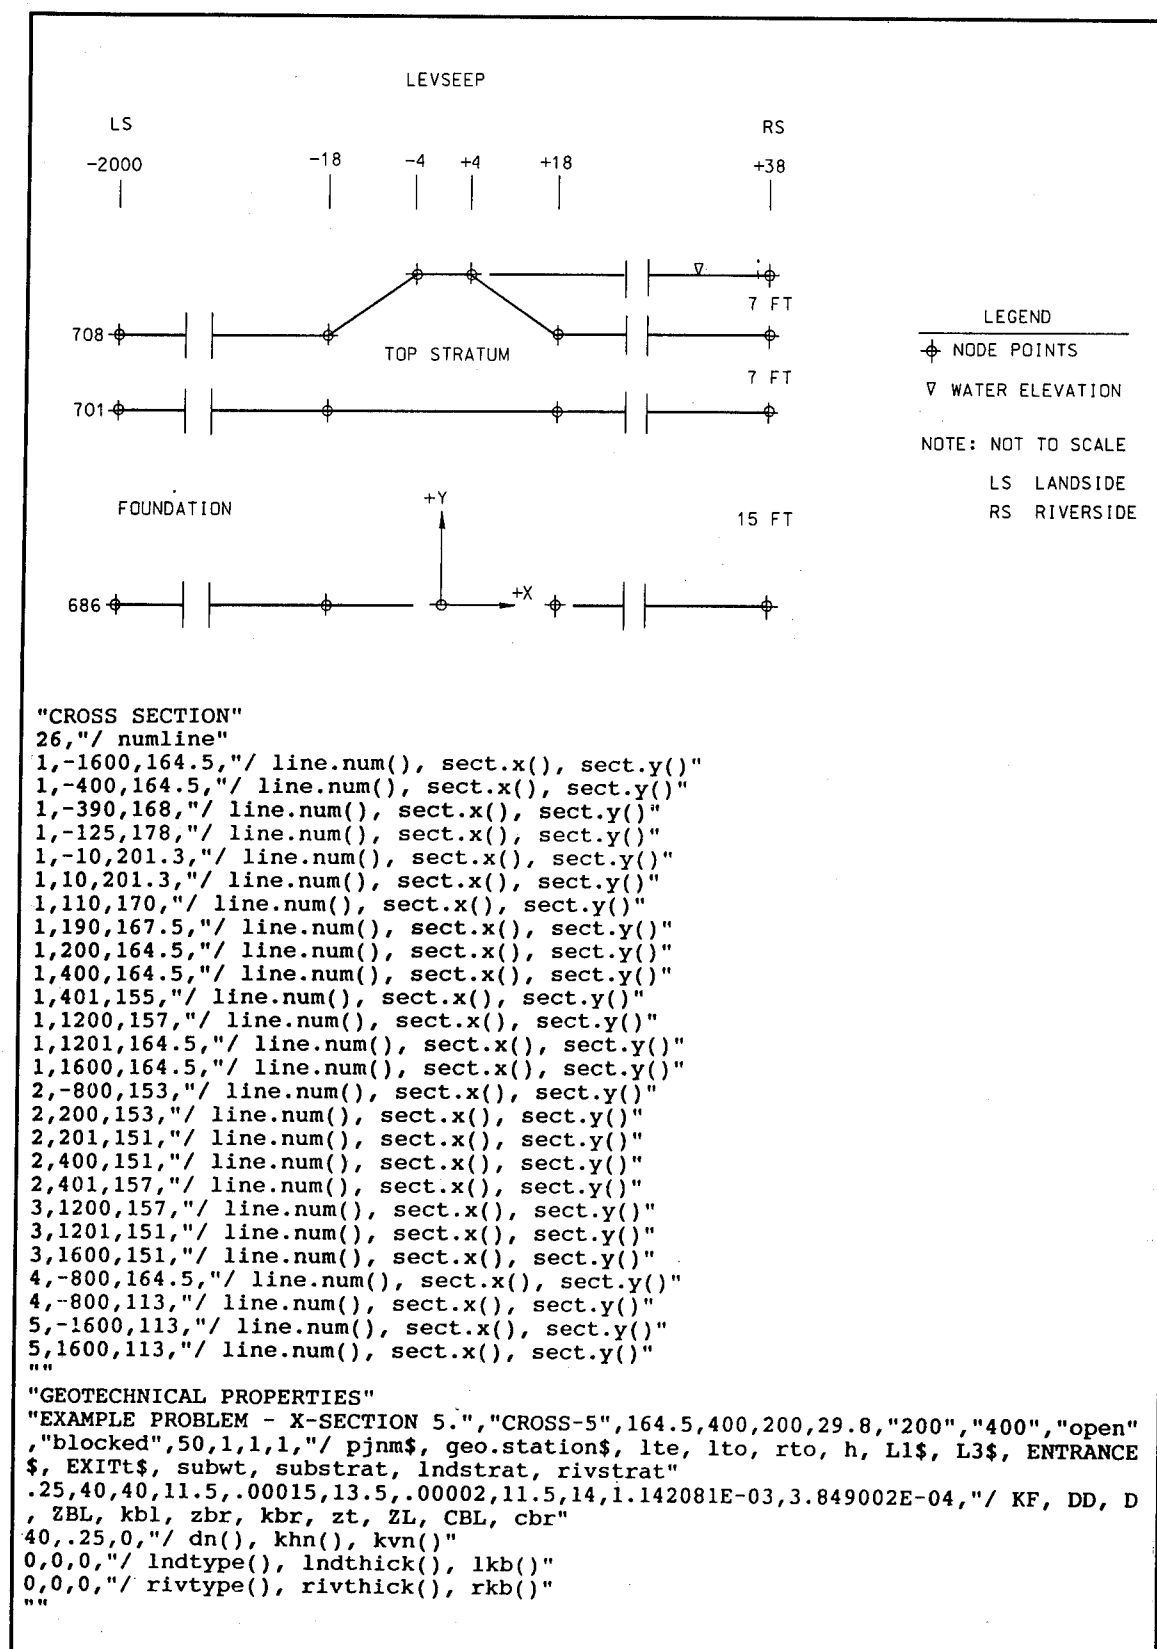 LEVSEEP
LS RS
-2000 -18 -4 +4 +18 +38
7 FT
LEGEND
708 TOP STRATUM NODE POINTS
7 FT
∇ WATER ELEVATION
701
NOTE: NOT TO SCALE
LS LANDSIDE
FOUNDATION +Y 15 FT RS RIVERSIDE
686 +X
"CROSS SECTION"
26,"/ numline"
1,-1600,164.5,"/ line.num(), sect.x(), sect.y()"
1,-400,164.5,"/ line.num(), sect.x(), sect.y()"
1,-390,168,"/ line.num(), sect.x(), sect.y()"
1,-125,178,"/ line.num(), sect.x(), sect.y()"
1,-10,201.3,"/ line.num(), sect.x(), sect.y()"
1,10,201.3,"/ line.num(), sect.x(), sect.y()"
1,110,170,"/ line.num(), sect.x(), sect.y()"
1,190,167.5,"/ line.num(), sect.x(), sect.y()"
1,200,164.5,"/ line.num(), sect.x(), sect.y()"
1,400,164.5,"/ line.num(), sect.x(), sect.y()"
1,401,155,"/ line.num(), sect.x(), sect.y()"
1,1200,157,"/ line.num(), sect.x(), sect.y()"
1,1201,164.5,"/ line.num(), sect.x(), sect.y()"
1,1600,164.5,"/ line.num(), sect.x(), sect.y()"
2,-800,153,"/ line.num(), sect.x(), sect.y()"
2,200,153,"/ line.num(), sect.x(), sect.y()"
2,201,151,"/ line.num(), sect.x(), sect.y()"
2,400,151,"/ line.num(), sect.x(), sect.y()"
2,401,157,"/ line.num(), sect.x(), sect.y()"
3,1200,157,"/ line.num(), sect.x(), sect.y()"
3,1201,151,"/ line.num(), sect.x(), sect.y()"
3,1600,151,"/ line.num(), sect.x(), sect.y()"
4,-800,164.5,"/ line.num(), sect.x(), sect.y()"
4,-800,113,"/ line.num(), sect.x(), sect.y()"
5,-1600,113,"/ line.num(), sect.x(), sect.y()"
5,1600,113,"/ line.num(), sect.x(), sect.y()"
""
"GEOTECHNICAL PROPERTIES"
"EXAMPLE PROBLEM - X-SECTION 5.","CROSS-5",164.5,400,200,29.8,"200","400","open"
,"blocked",50,1,1,1,"/ pjnm$, geo.station$, lte, lto, rto, h, L1$, L3$, ENTRANCE
$, EXITt$, subwt, substrat, lndstrat, rivstrat"
.25,40,40,11.5,.00015,13.5,.00002,11.5,14,1.142081E-03,3.849002E-04,"/ KF, DD, D
, ZBL, kbl, zbr, kbr, zt, ZL, CBL, cbr"
40,.25,0,"/ dn(), khn(), kvn()"
0,0,0,"/ lndtype(), lndthick(), lkb()"
0,0,0,"/ rivtype(), rivthick(), rkb()"
""